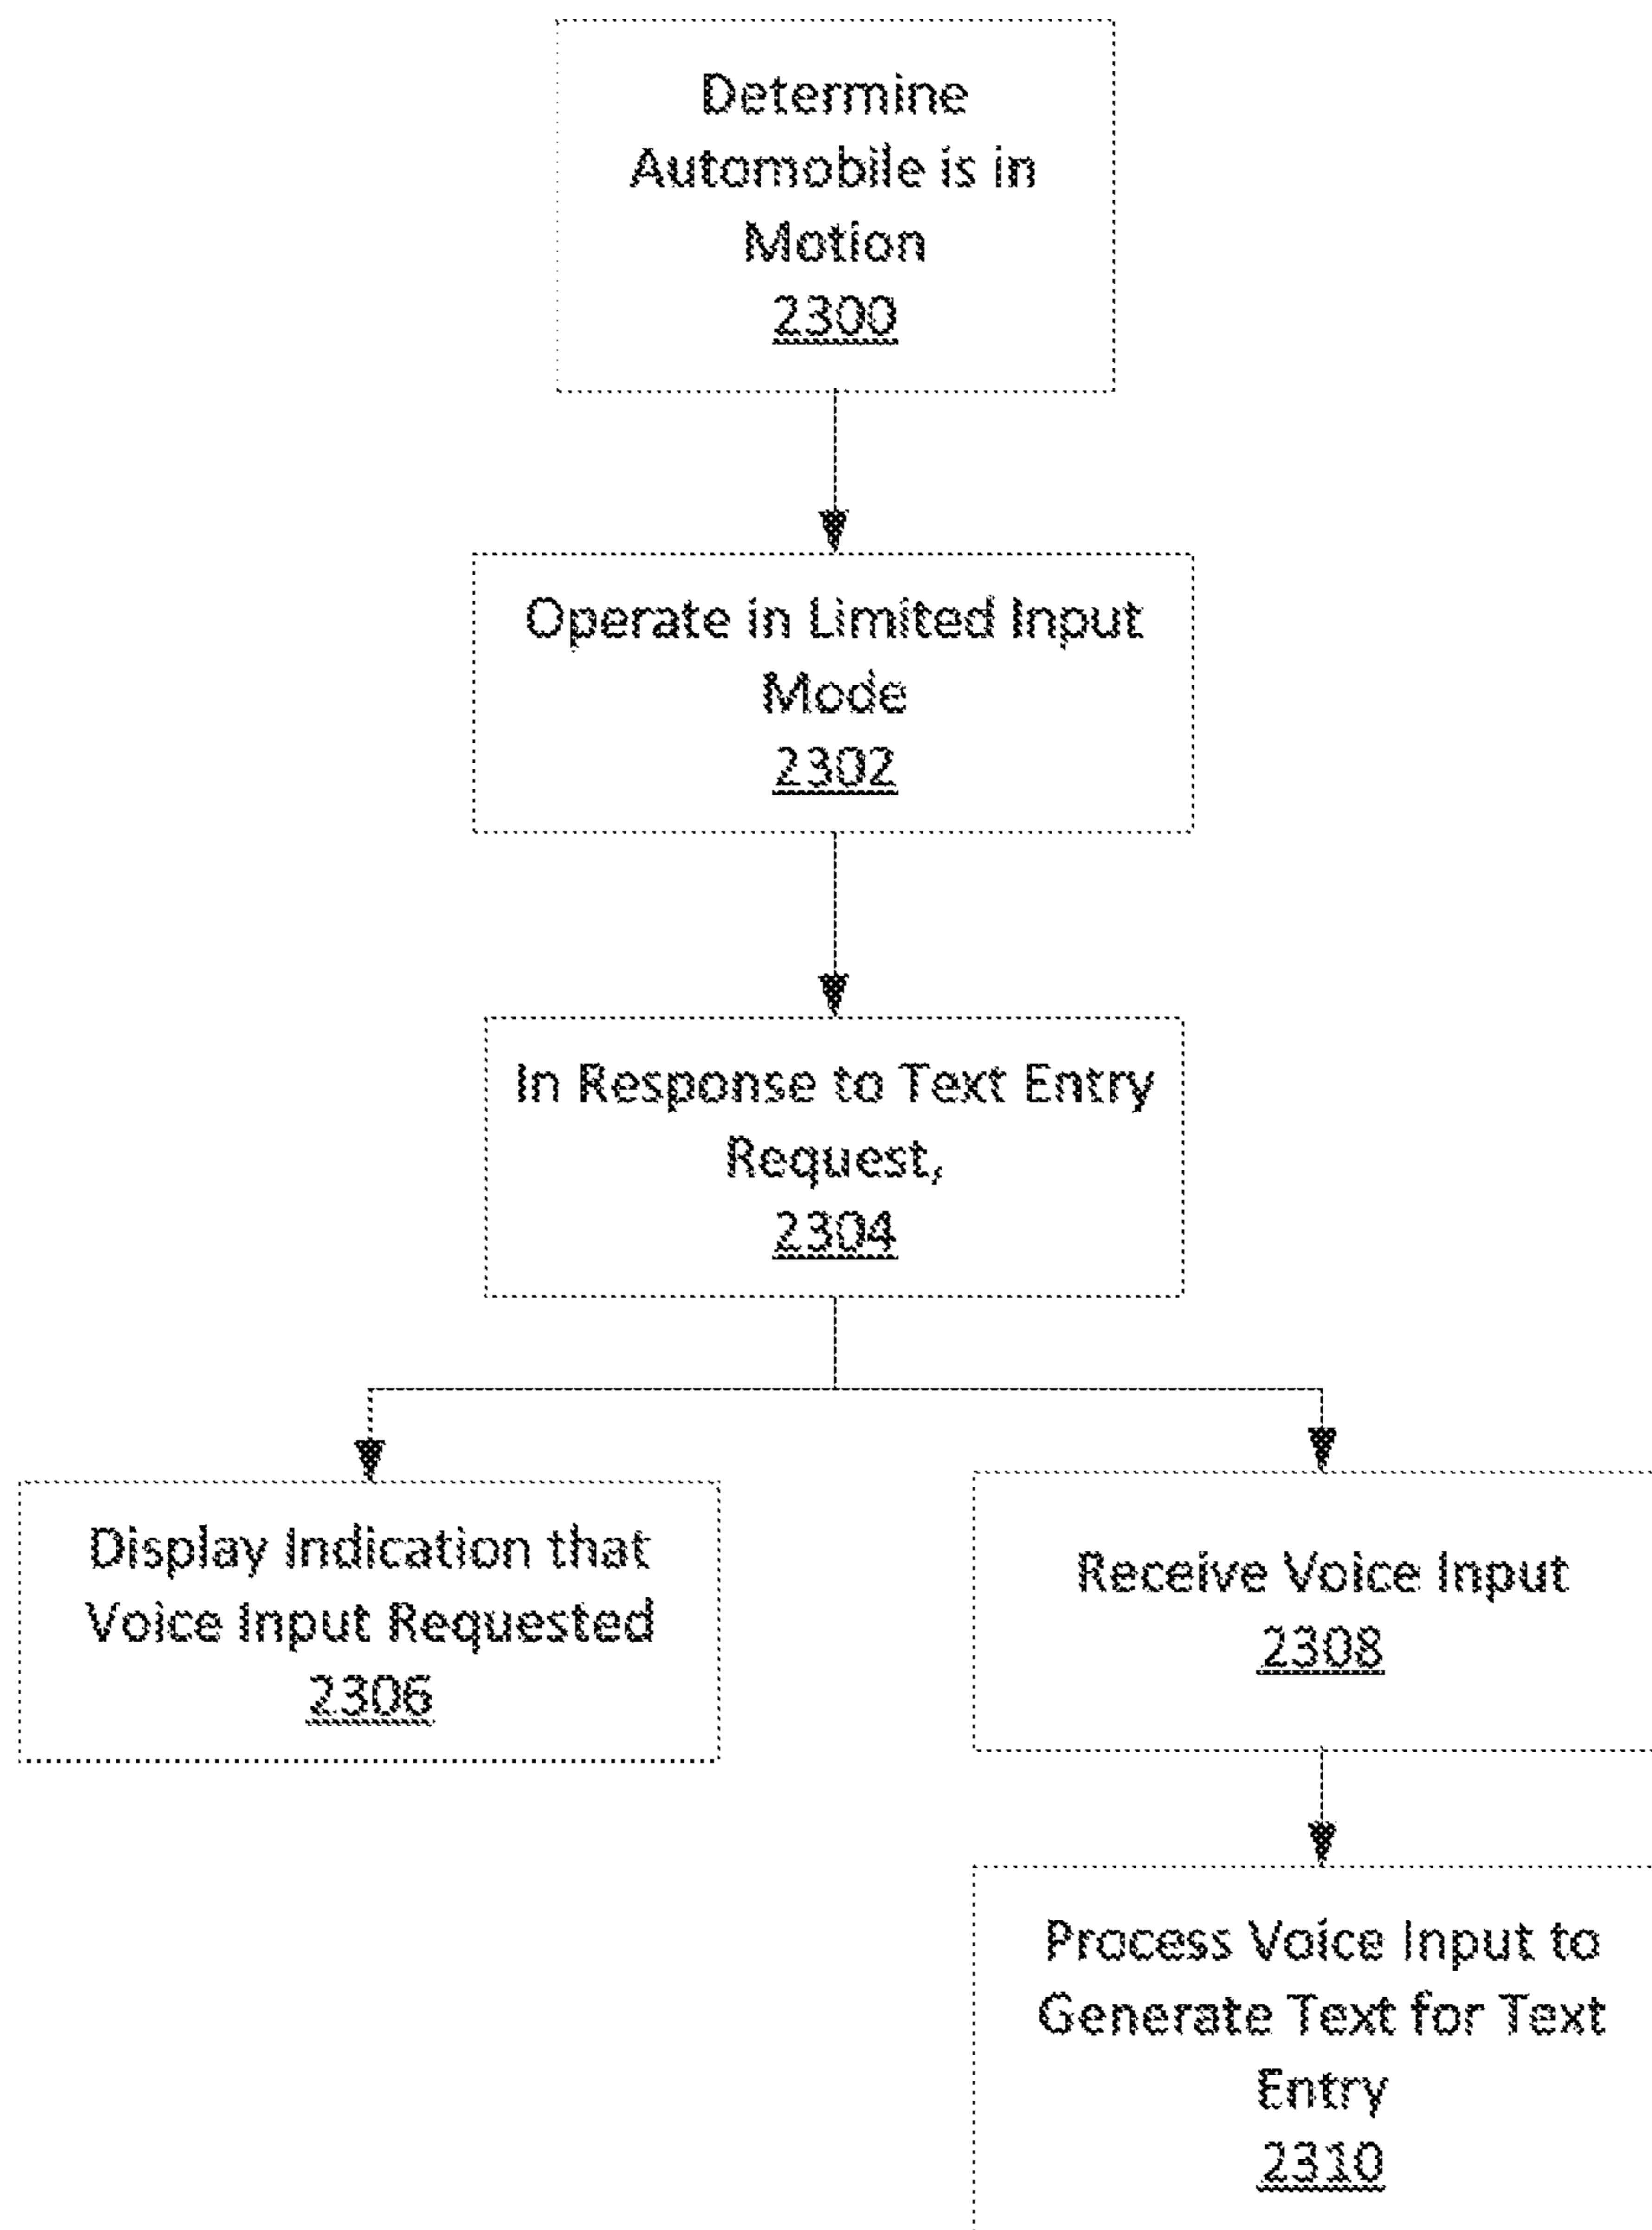 Determine
Automobile is in
Motion
2300
Operate in Limited Input
Mode
2302
In Response to Text Entry
Request,
2304
Display Indication that
Voice Input Requested
2306
Receive Voice Input
2308
Process Voice Input to
Generate Text for Text
Entry
2310